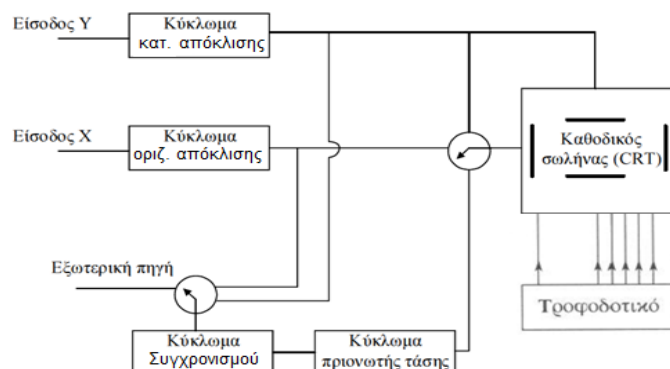 Είσοδος Υ
Κύκλωμα
κατ. απόκλισης
Είσοδος Χ
Κύκλωμα
οριζ. απόκλισης
Καθοδικός
σωλήνας (CRT)
Εξωτερική πηγή
Τροφοδοτικό
Κύκλωμα
Συγχρονισμού
Κύκλωμα
πριονωτής τάσης